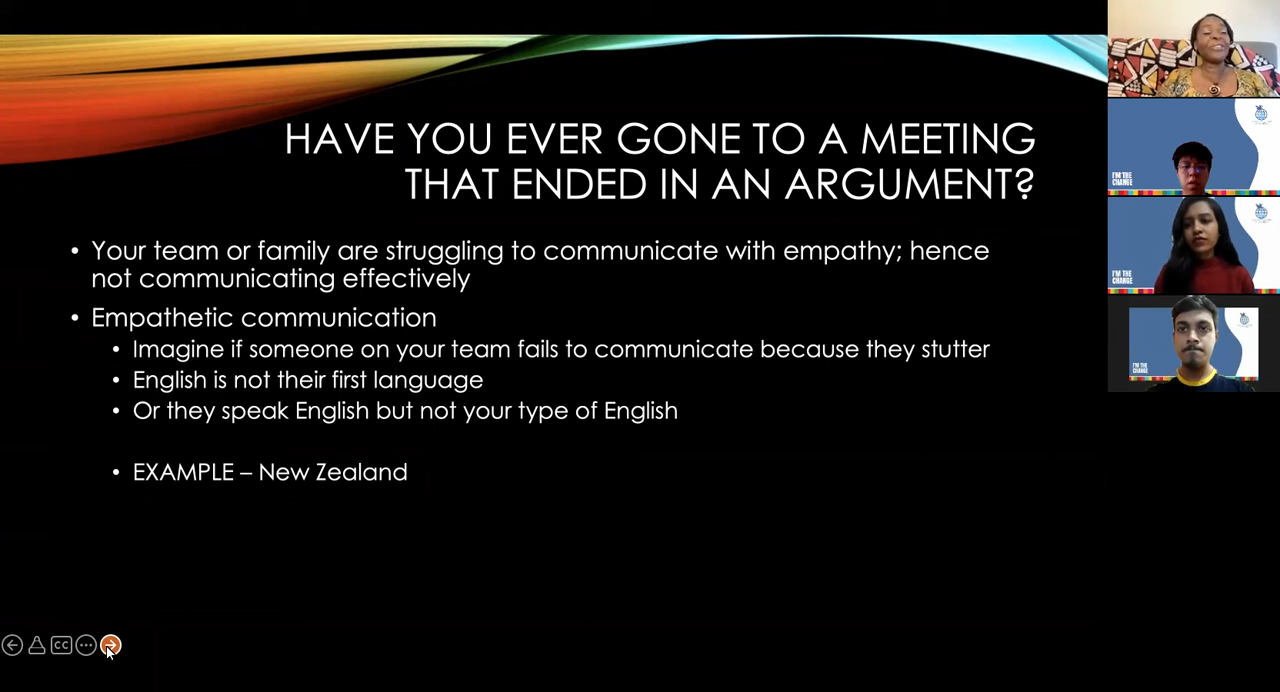 HAVE YOU EVER GONE TO A MEETING
THAT ENDED IN AN ARGUMENT?
• Your team or family are struggling to communicate with empathy; hence
not communicating effectively
• Empathetic communication
• Imagine if someone on your team fails to communicate because they stutter
• English is not their first language
• Or they speak English but not your type of English
• EXAMPLE – New Zealand
CC
I'M THE
CHANGE
I'M THE
CHANGE
I'M THE
CHANGE